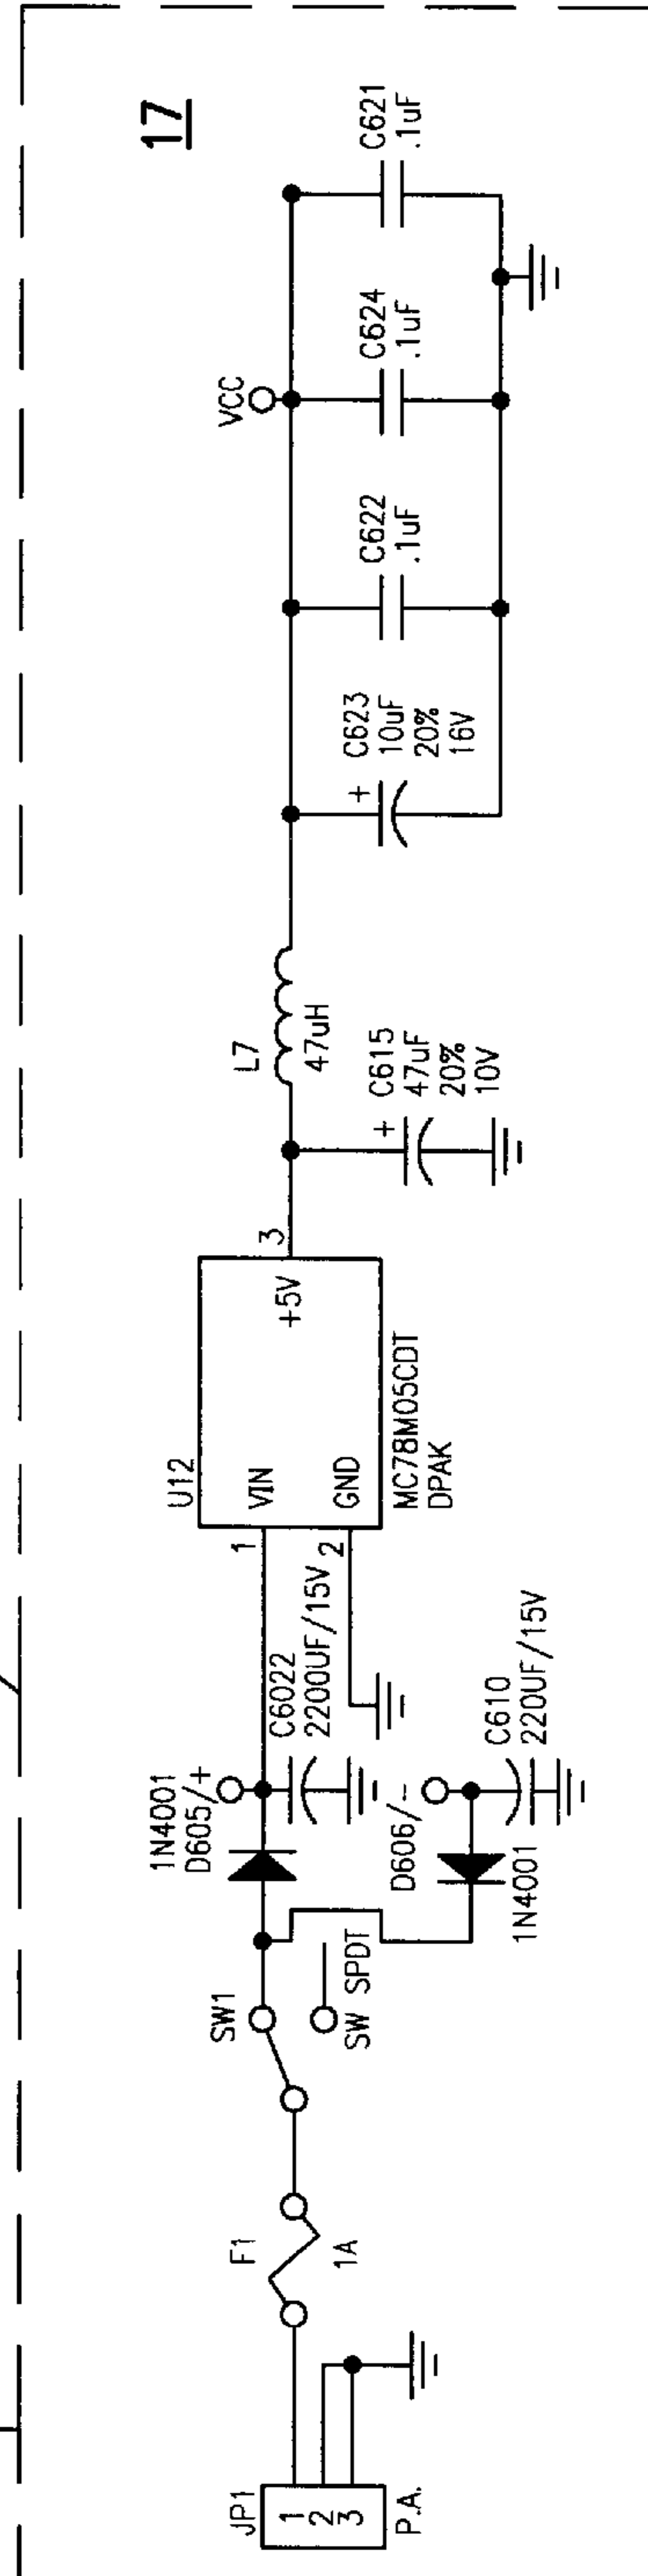 17
JP1
1
2
3
P.A.
F1
1A
SW1
SW SPDT
1N4001
D605/+
C6022
2200UF/15V
D606/-
1N4001
C610
220UF/15V
U12
1
VIN
2
GND
+5V
3
MC78M05CDT
DPAK
+
C615
47uF
20%
10V
L7
47uH
+
C623
10uF
20%
16V
C622
.1uF
VCC
C624
.1uF
C621
.1uF